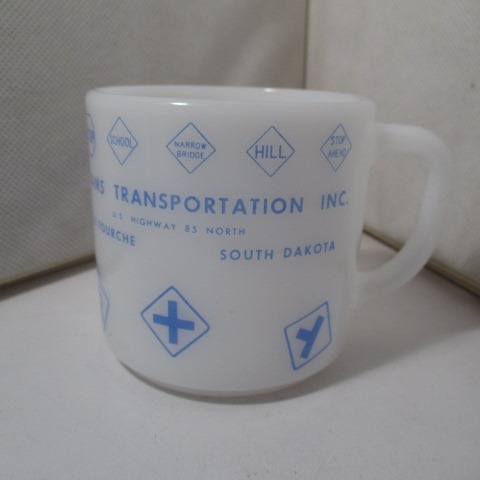 SCHOOL
NARROW
BRIDGE
HILL
STOP
AHEAD
TRANSPORTATION INC.
U.S. HIGHWAY 85 NORTH
SOUTH DAKOTA